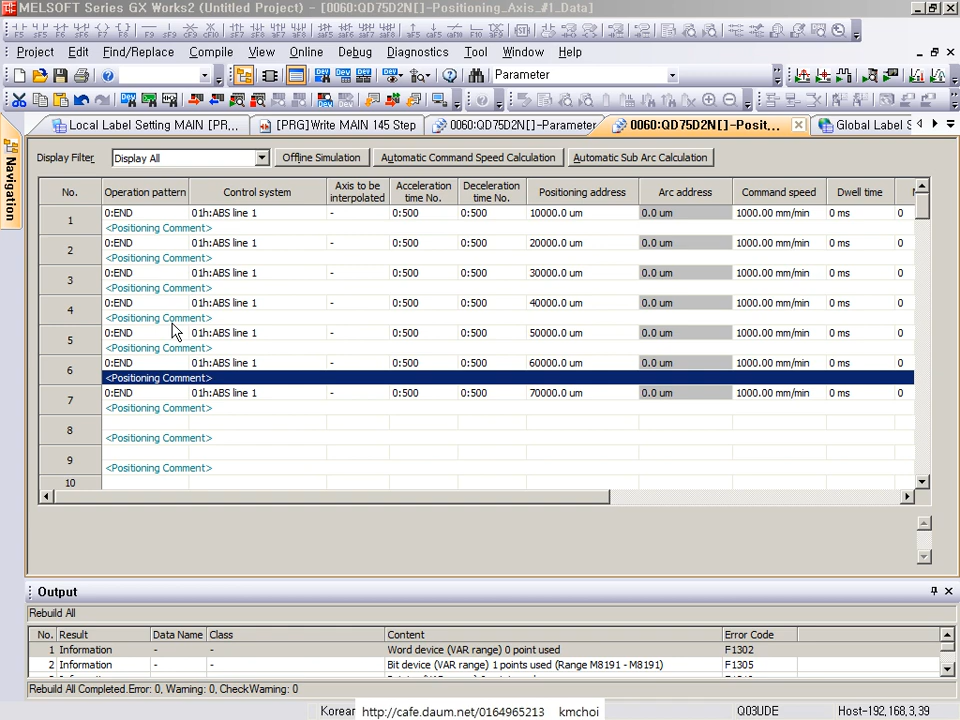 MELSOFT Series GX Works2 (Untitled Project) - [0060:QD75D2N[]-Positioning_Axis_#1_Data]
F5 sF5 F6 sF6 F7 F8 F9 sF9
Project Edit Find/Replace Compile View Online Debug Diagnostics Tool Window Help
Parameter
Local Label Setting MAIN [PR... [PRG]Write MAIN 145 Step 0060:QD75D2N[]-Parameter 0060:QD75D2N[]-Posit... Global Label S
Navigation
Display Filter Display All Offline Simulation Automatic Command Speed Calculation Automatic Sub Arc Calculation
No. Operation pattern Control system Axis to be interpolated Acceleration time No. Deceleration time No. Positioning address Arc address Command speed Dwell time
1 0:END 01h:ABS line 1 - 0:500 0:500 10000.0 um 0.0 um 1000.00 mm/min 0 ms 0
<Positioning Comment>
2 0:END 01h:ABS line 1 - 0:500 0:500 20000.0 um 0.0 um 1000.00 mm/min 0 ms 0
<Positioning Comment>
3 0:END 01h:ABS line 1 - 0:500 0:500 30000.0 um 0.0 um 1000.00 mm/min 0 ms 0
<Positioning Comment>
4 0:END 01h:ABS line 1 - 0:500 0:500 40000.0 um 0.0 um 1000.00 mm/min 0 ms 0
<Positioning Comment>
5 0:END 01h:ABS line 1 - 0:500 0:500 50000.0 um 0.0 um 1000.00 mm/min 0 ms 0
<Positioning Comment>
6 0:END 01h:ABS line 1 - 0:500 0:500 60000.0 um 0.0 um 1000.00 mm/min 0 ms 0
<Positioning Comment>
7 0:END 01h:ABS line 1 - 0:500 0:500 70000.0 um 0.0 um 1000.00 mm/min 0 ms 0
<Positioning Comment>
8
<Positioning Comment>
9
<Positioning Comment>
10
Output
Rebuild All
No. Result Data Name Class Content Error Code
1 Information - - Word device (VAR range) 0 point used F1302
2 Information - - Bit device (VAR range) 1 points used (Range M8191 - M8191) F1305
Rebuild All Completed.Error: 0, Warning: 0, CheckWarning: 0
Korean http://cafe.daum.net/0164965213 kmchoi Q03UDE Host-192,168,3,39